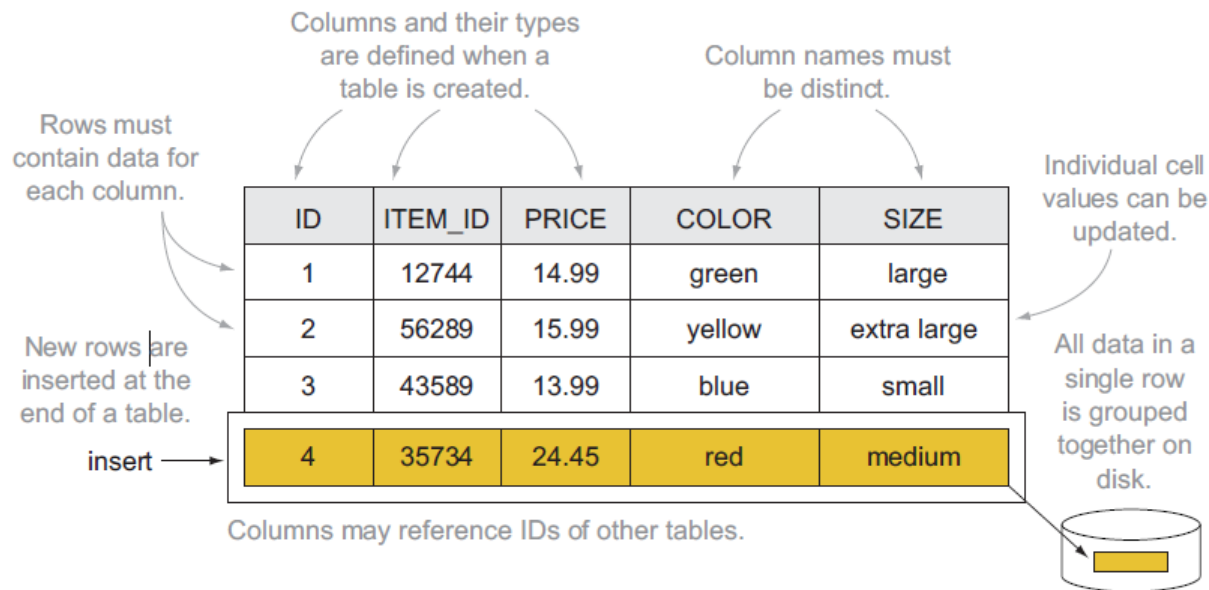 Columns and their types
are defined when a
table is created.
Column names must
be distinct.
Rows must
contain data for
each column.
Individual cell
values can be
updated.
ID ITEM_ID PRICE COLOR SIZE
1 12744 14.99 green large
2 56289 15.99 yellow extra large
3 43589 13.99 blue small
New rows are
inserted at the
end of a table.
insert
4 35734 24.45 red medium
All data in a
single row
is grouped
together on
disk.
Columns may reference IDs of other tables.